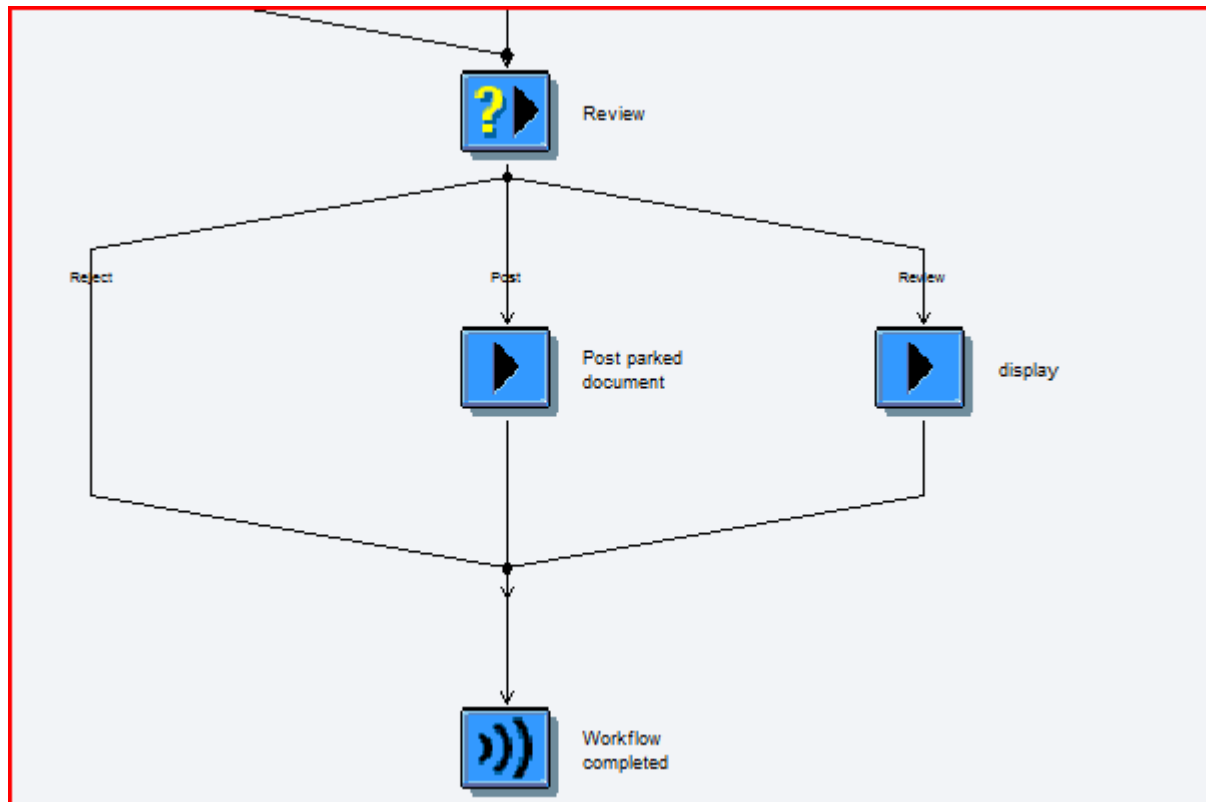 Review
Reject
Post
Review
Post parked
document
display
Workflow
completed